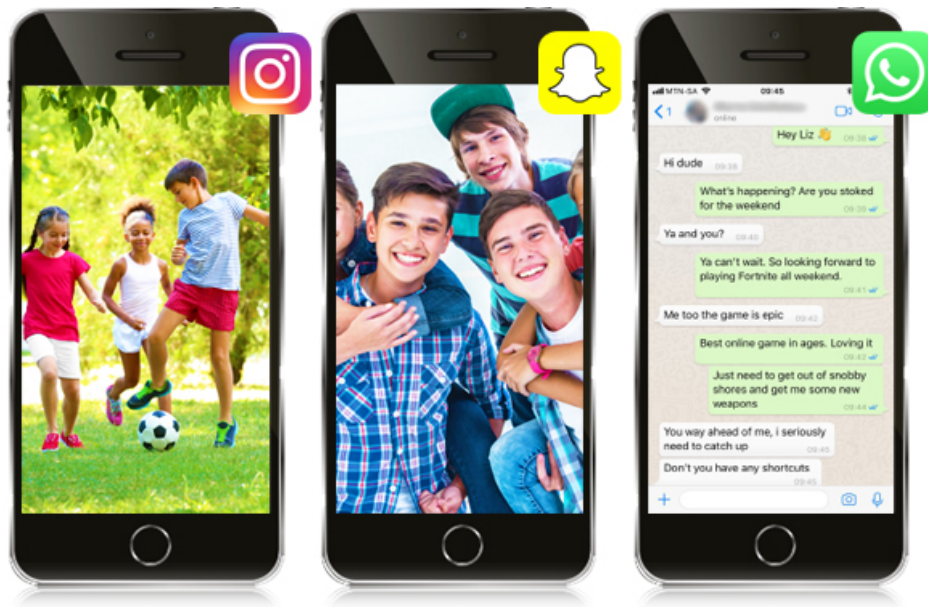 MTN-SA
09:45
1
online
Hey Liz 👋 09:38
Hi dude 09:38
What's happening? Are you stoked
for the weekend 09:39
Ya and you? 09:40
Ya can't wait. So looking forward to
playing Fortnite all weekend.
09:41
Me too the game is epic 09:42
Best online game in ages. Loving it
09:42
Just need to get out of snobby
shores and get me some new
weapons 09:44
You way ahead of me, i seriously
need to catch up 09:45
Don't you have any shortcuts
09:45